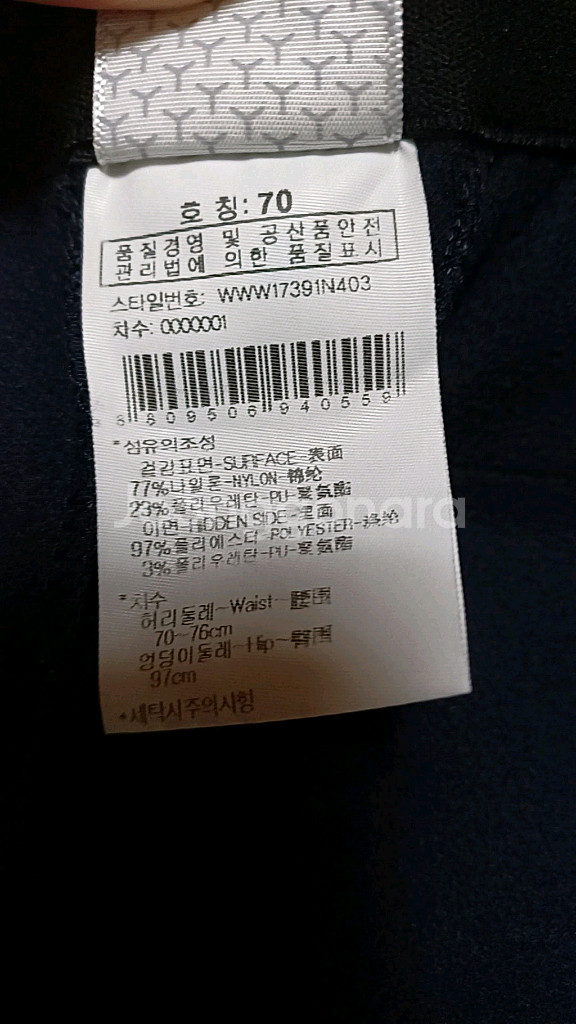 호 칭: 70
품질경영 및 공산품안전
관리법에 의한 품질표시
스타일번호: WWW17391N403
차수: 0000001
8 809506 940559
*섬유의조성
겉감표면-SURFACE-表面
77%나일론-NYLON-锦纶
23%폴리우레탄-PU-聚氨酯
이면-HIDDEN SIDE-里面
97%폴리에스터-POLYESTER-涤纶
3%폴리우레탄-PU-聚氨酯
*치수
허리둘레-Waist-腰围
70-76cm
엉덩이둘레-Hip-臀围
97cm
*세탁시주의사항